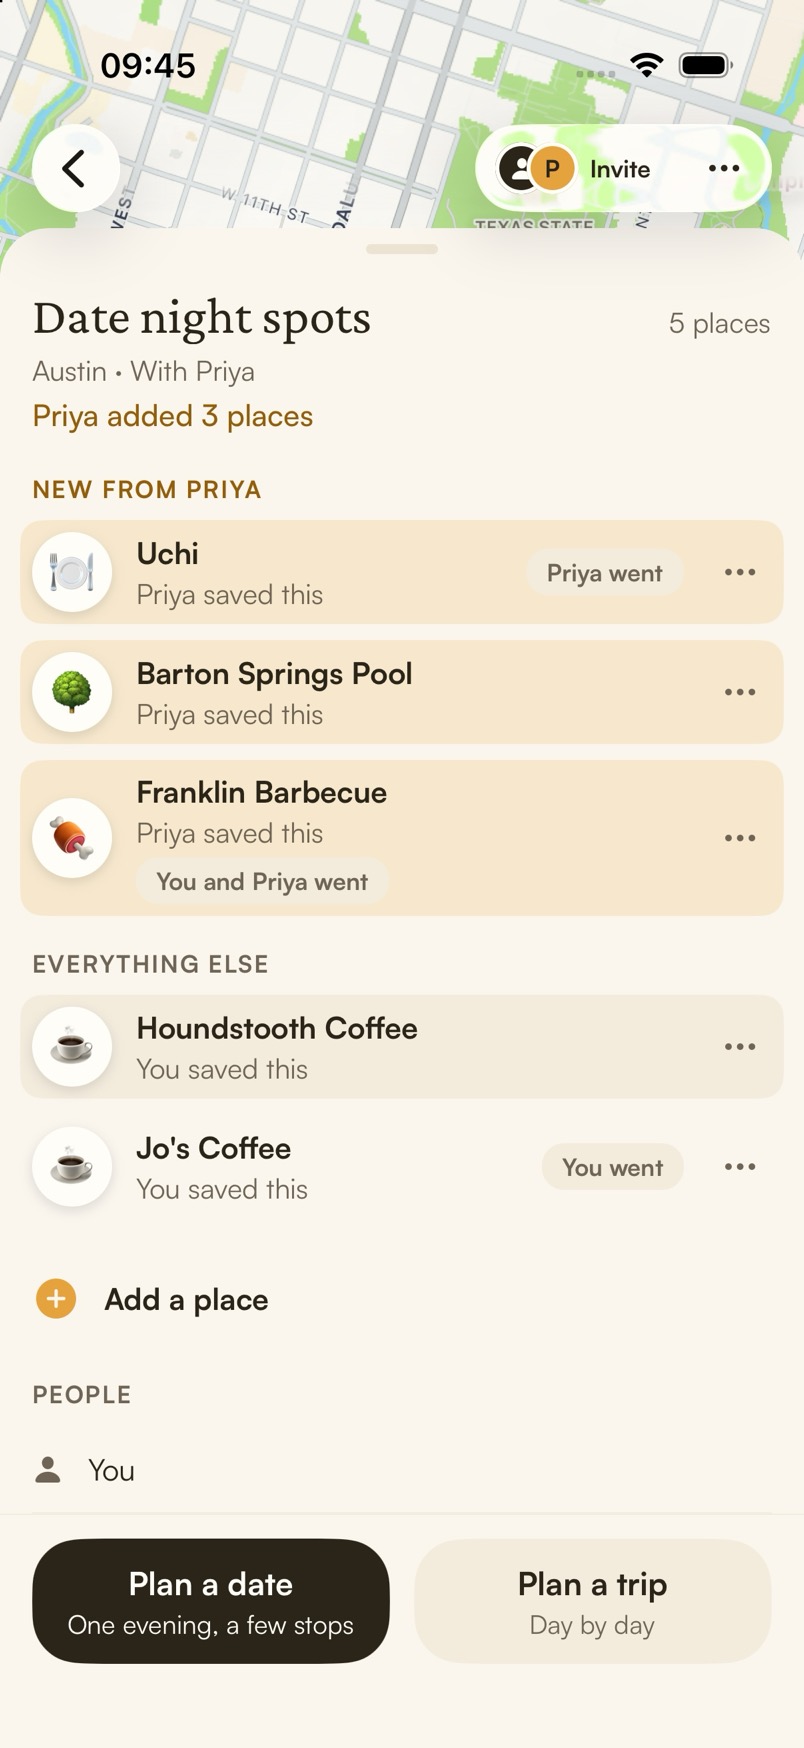 09:45
W 11TH ST
P
Invite
TEXAS STATE
Date night spots
5 places
Austin · With Priya
Priya added 3 places
NEW FROM PRIYA
Uchi
Priya saved this
Priya went
Barton Springs Pool
Priya saved this
Franklin Barbecue
Priya saved this
You and Priya went
EVERYTHING ELSE
Houndstooth Coffee
You saved this
Jo's Coffee
You saved this
You went
Add a place
PEOPLE
You
Plan a date
One evening, a few stops
Plan a trip
Day by day